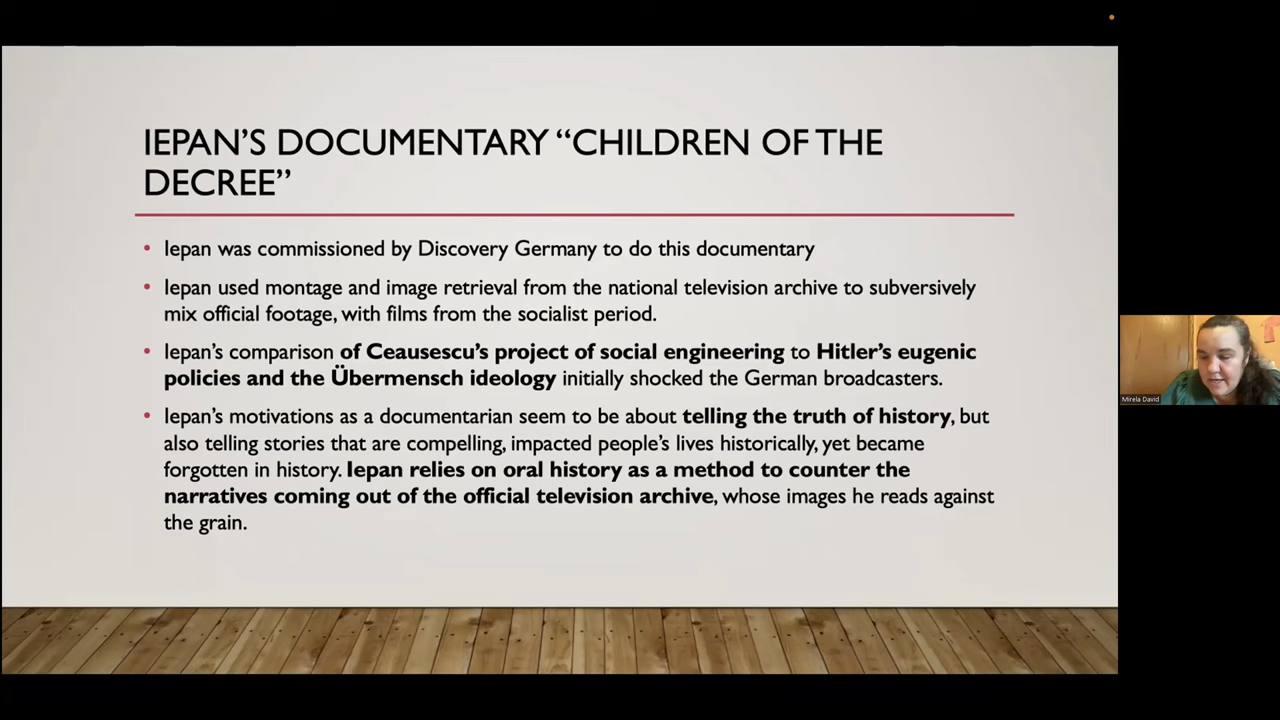 IEPAN'S DOCUMENTARY “CHILDREN OF THE
DECREE”
• Iepan was commissioned by Discovery Germany to do this documentary
• Iepan used montage and image retrieval from the national television archive to subversively
mix official footage, with films from the socialist period.
• Iepan's comparison of Ceausescu's project of social engineering to Hitler's eugenic
policies and the Übermensch ideology initially shocked the German broadcasters.
• Iepan's motivations as a documentarian seem to be about telling the truth of history, but
also telling stories that are compelling, impacted people's lives historically, yet became
forgotten in history. Iepan relies on oral history as a method to counter the
narratives coming out of the official television archive, whose images he reads against
the grain.
Mirela David